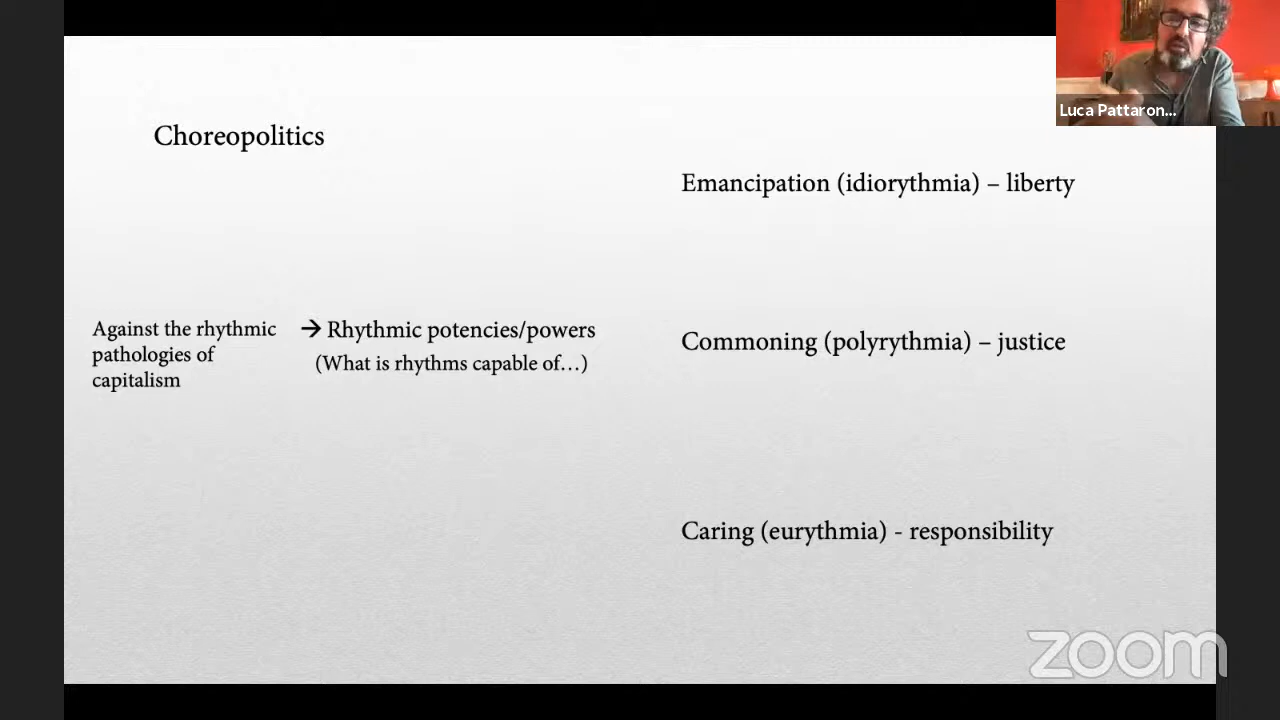 Choreopolitics
Luca Pattaron...
Emancipation (idiorythmia) – liberty
Against the rhythmic
pathologies of
capitalism
→ Rhythmic potencies/powers
(What is rhythms capable of…)
Commoning (polyrythmia) – justice
Caring (eurythmia) - responsibility
zoom